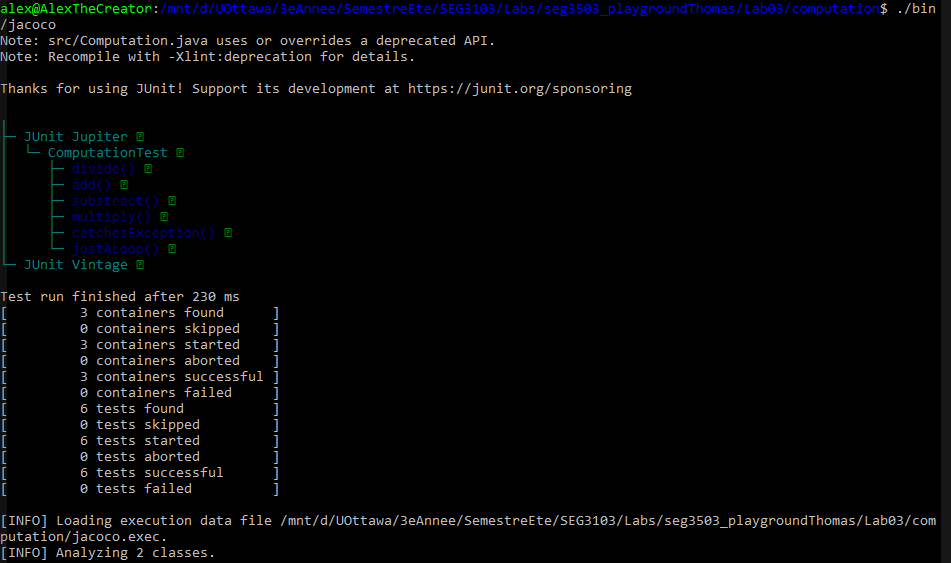 alex@AlexTheCreator:/mnt/d/UOttawa/3eAnnee/SemestreEte/SEG3103/Labs/seg3503_playgroundThomas/Lab03/computation$ ./bin
/jacoco
Note: src/Computation.java uses or overrides a deprecated API.
Note: Recompile with -Xlint:deprecation for details.
Thanks for using JUnit! Support its development at https://junit.org/sponsoring
├─ JUnit Jupiter
│  └─ ComputationTest
│     ├─ divide()
│     ├─ add()
│     ├─ substract()
│     ├─ multiply()
│     ├─ catchesException()
│     └─ justALoop()
└─ JUnit Vintage
Test run finished after 230 ms
[         3 containers found      ]
[         0 containers skipped    ]
[         3 containers started    ]
[         0 containers aborted    ]
[         3 containers successful ]
[         0 containers failed     ]
[         6 tests found           ]
[         0 tests skipped         ]
[         6 tests started         ]
[         0 tests aborted         ]
[         6 tests successful      ]
[         0 tests failed          ]
[INFO] Loading execution data file /mnt/d/UOttawa/3eAnnee/SemestreEte/SEG3103/Labs/seg3503_playgroundThomas/Lab03/com
putation/jacoco.exec.
[INFO] Analyzing 2 classes.